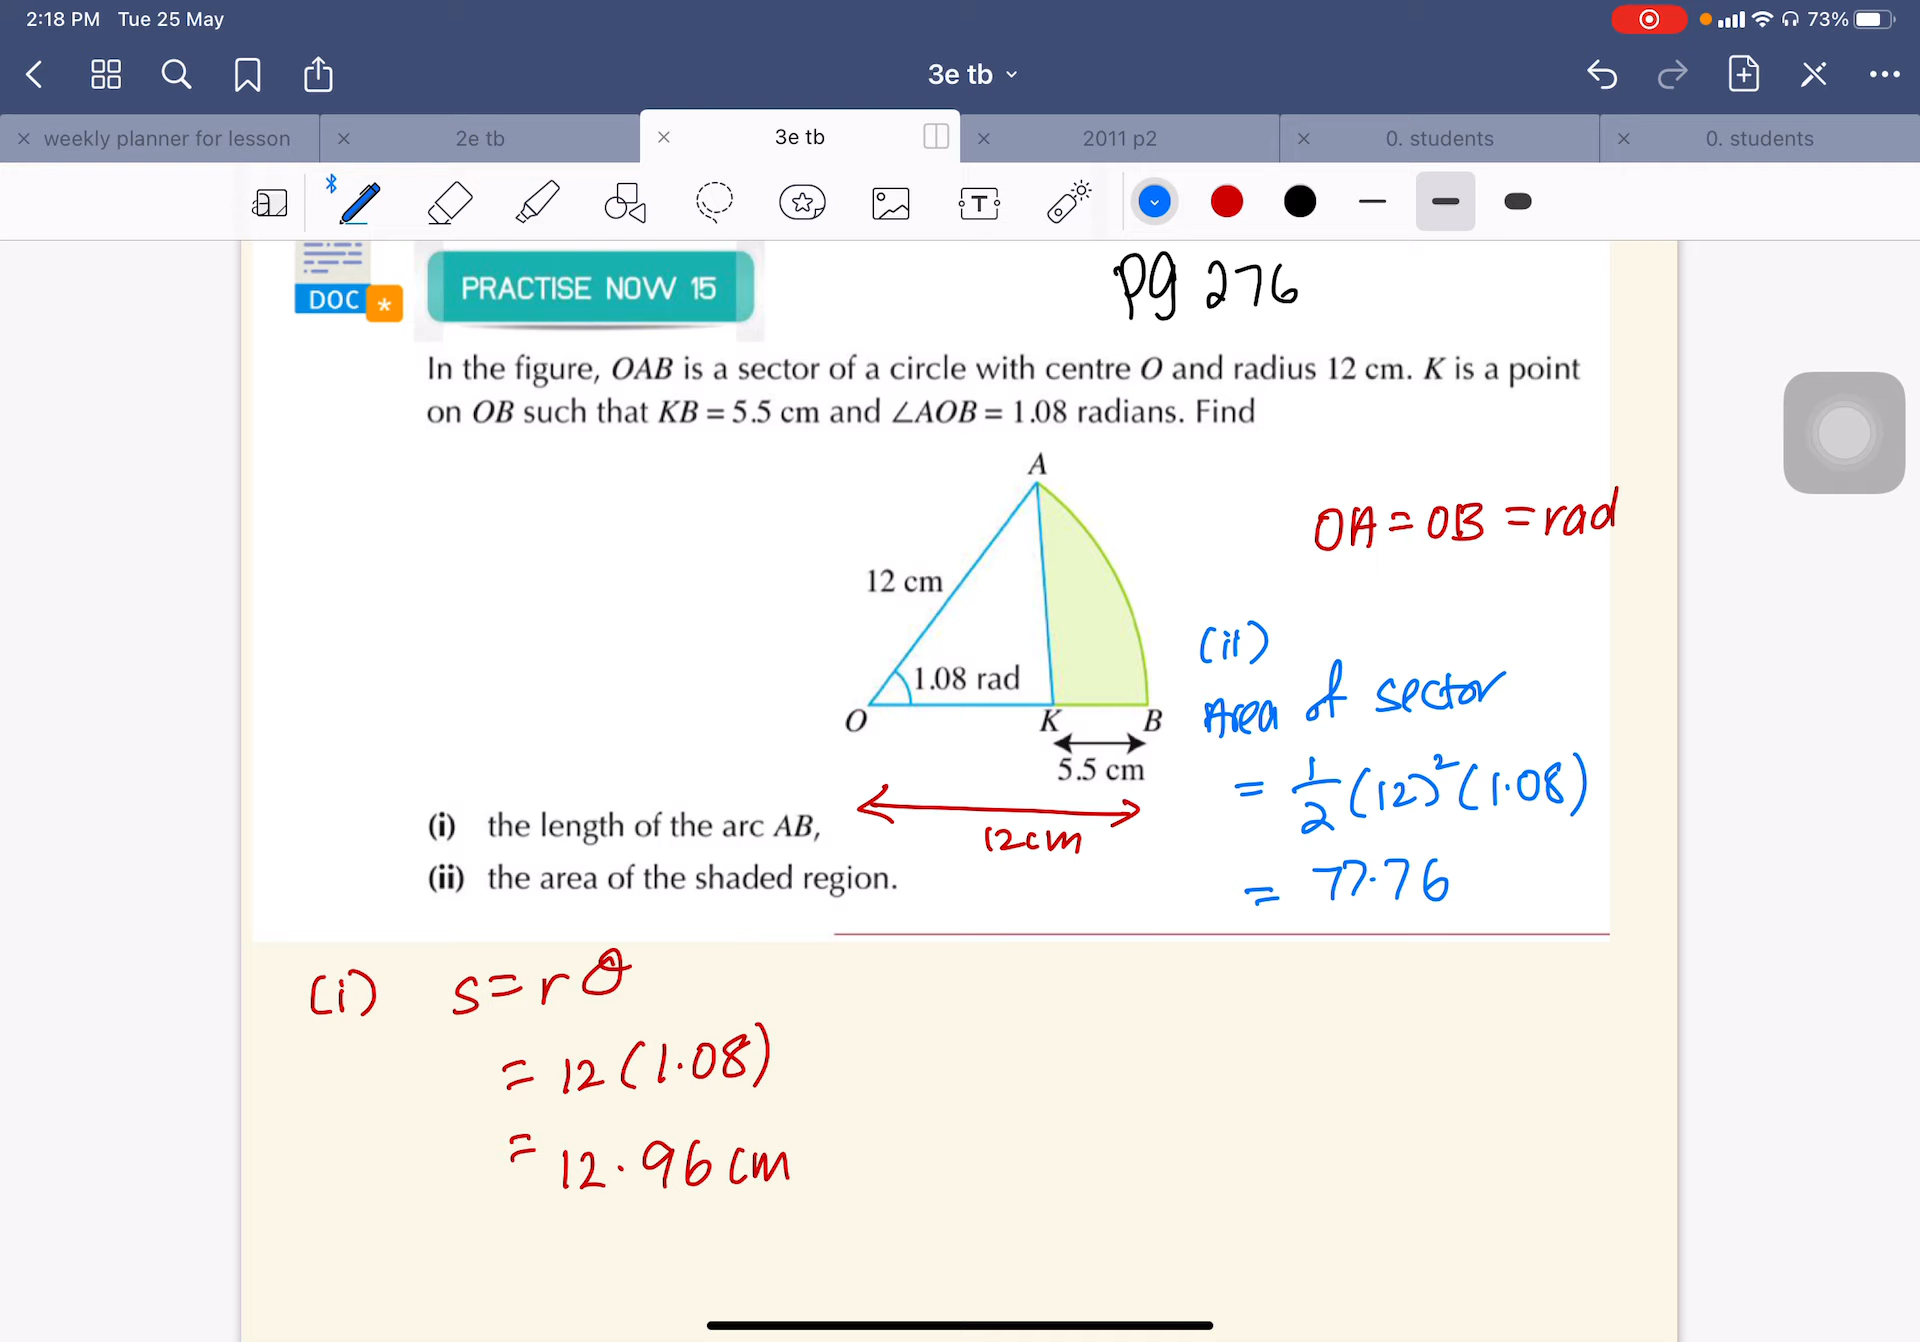 2:18 PM Tue 25 May
73%
3e tb
weekly planner for lesson
2e tb
3e tb
2011 p2
0. students
0. students
T
DOC *
PRACTISE NOW 15
Pg 276
In the figure, OAB is a sector of a circle with centre O and radius 12 cm. K is a point
on OB such that KB = 5.5 cm and ∠AOB = 1.08 radians. Find
A
OA = OB = rad
12 cm
1.08 rad
O
K
B
5.5 cm
12cm
(i) the length of the arc AB,
(ii) the area of the shaded region.
(ii)
Area of sector
= 1/2 (12)² (1.08)
= 77.76
(i) s = rθ
= 12 (1.08)
= 12.96 cm